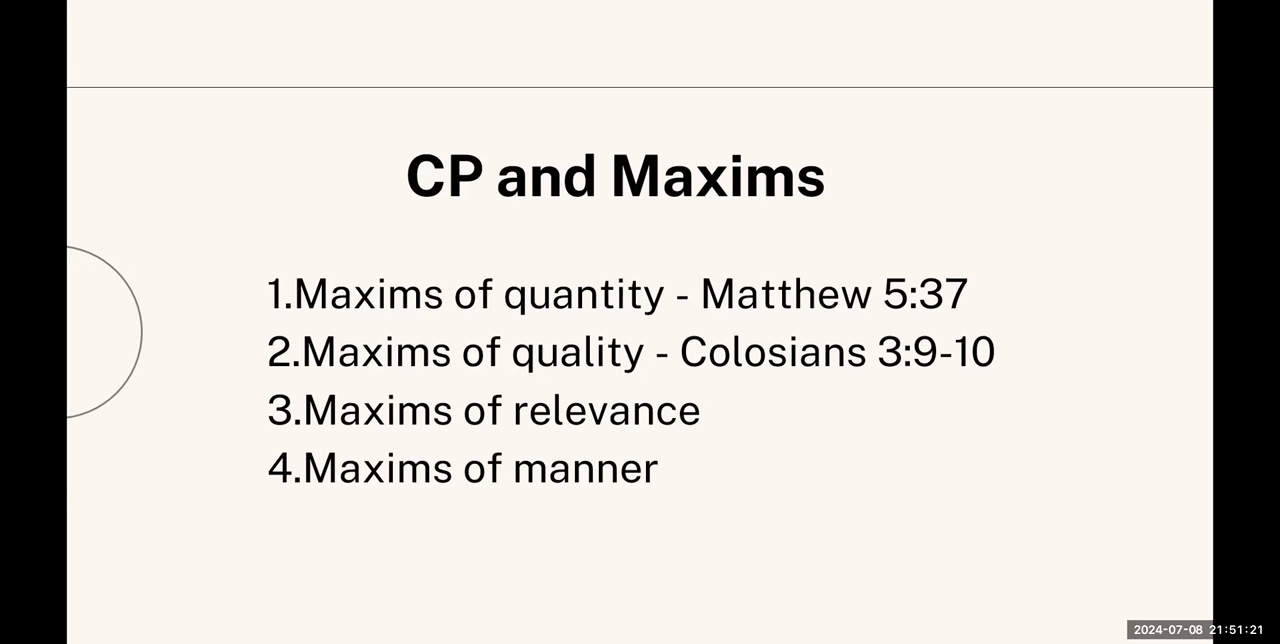 CP and Maxims
1.Maxims of quantity - Matthew 5:37
2.Maxims of quality - Colosians 3:9-10
3.Maxims of relevance
4.Maxims of manner
2024-07-08 21:51:21